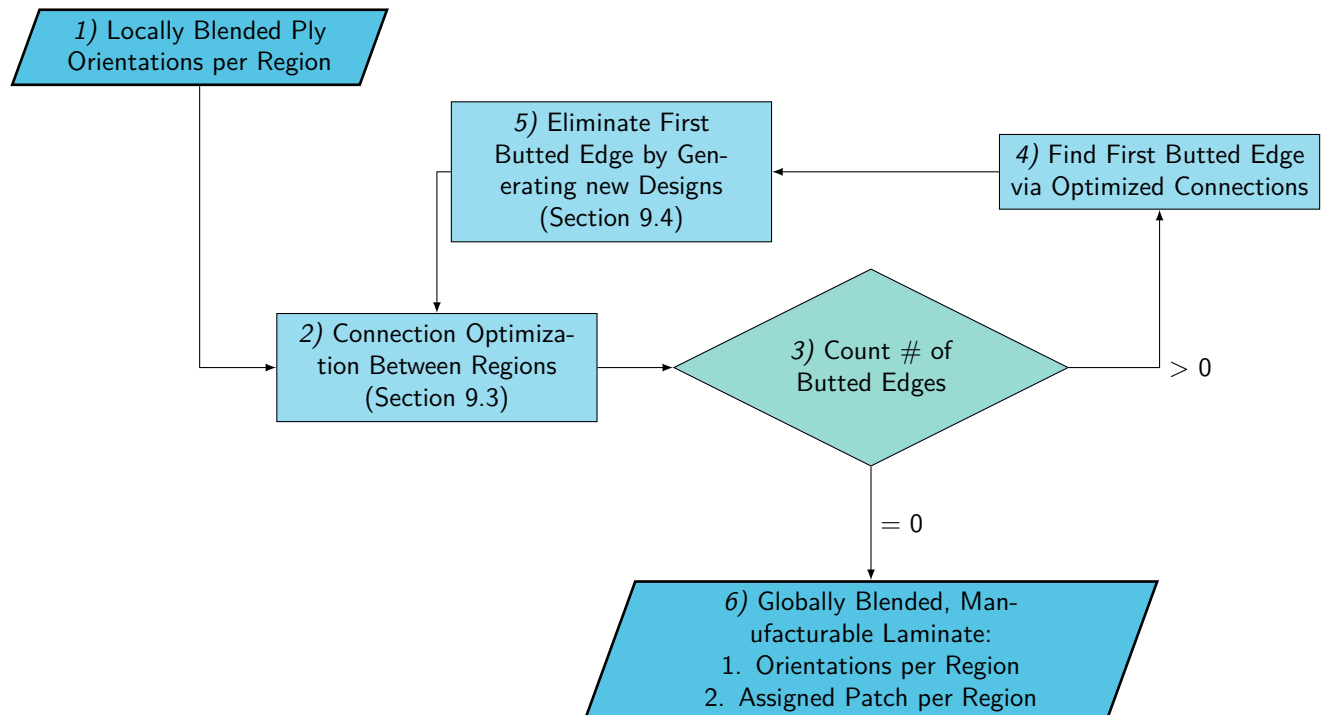 1) Locally Blended Ply
Orientations per Region
5) Eliminate First
Butted Edge by Gen-
erating new Designs
(Section 9.4)
4) Find First Butted Edge
via Optimized Connections
2) Connection Optimiza-
tion Between Regions
(Section 9.3)
3) Count # of
Butted Edges
> 0
= 0
6) Globally Blended, Man-
ufacturable Laminate:
1. Orientations per Region
2. Assigned Patch per Region